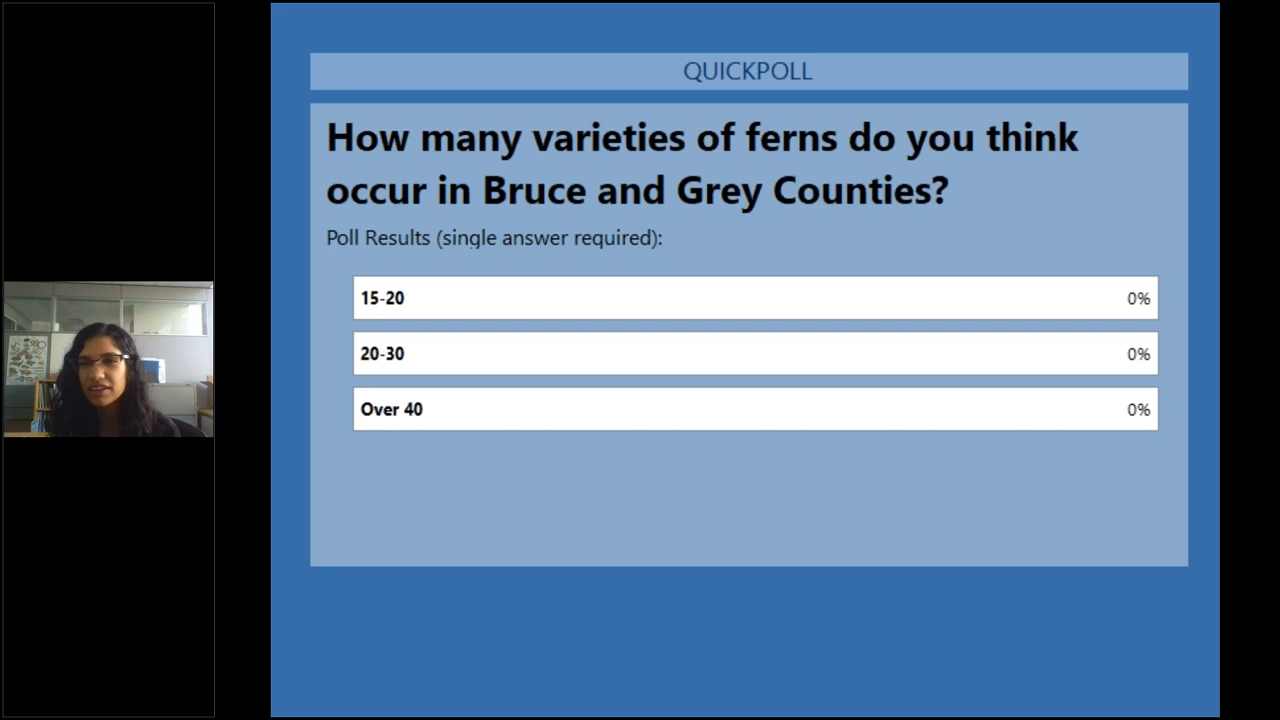 QUICKPOLL
How many varieties of ferns do you think
occur in Bruce and Grey Counties?
Poll Results (single answer required):
15-20 0%
20-30 0%
Over 40 0%